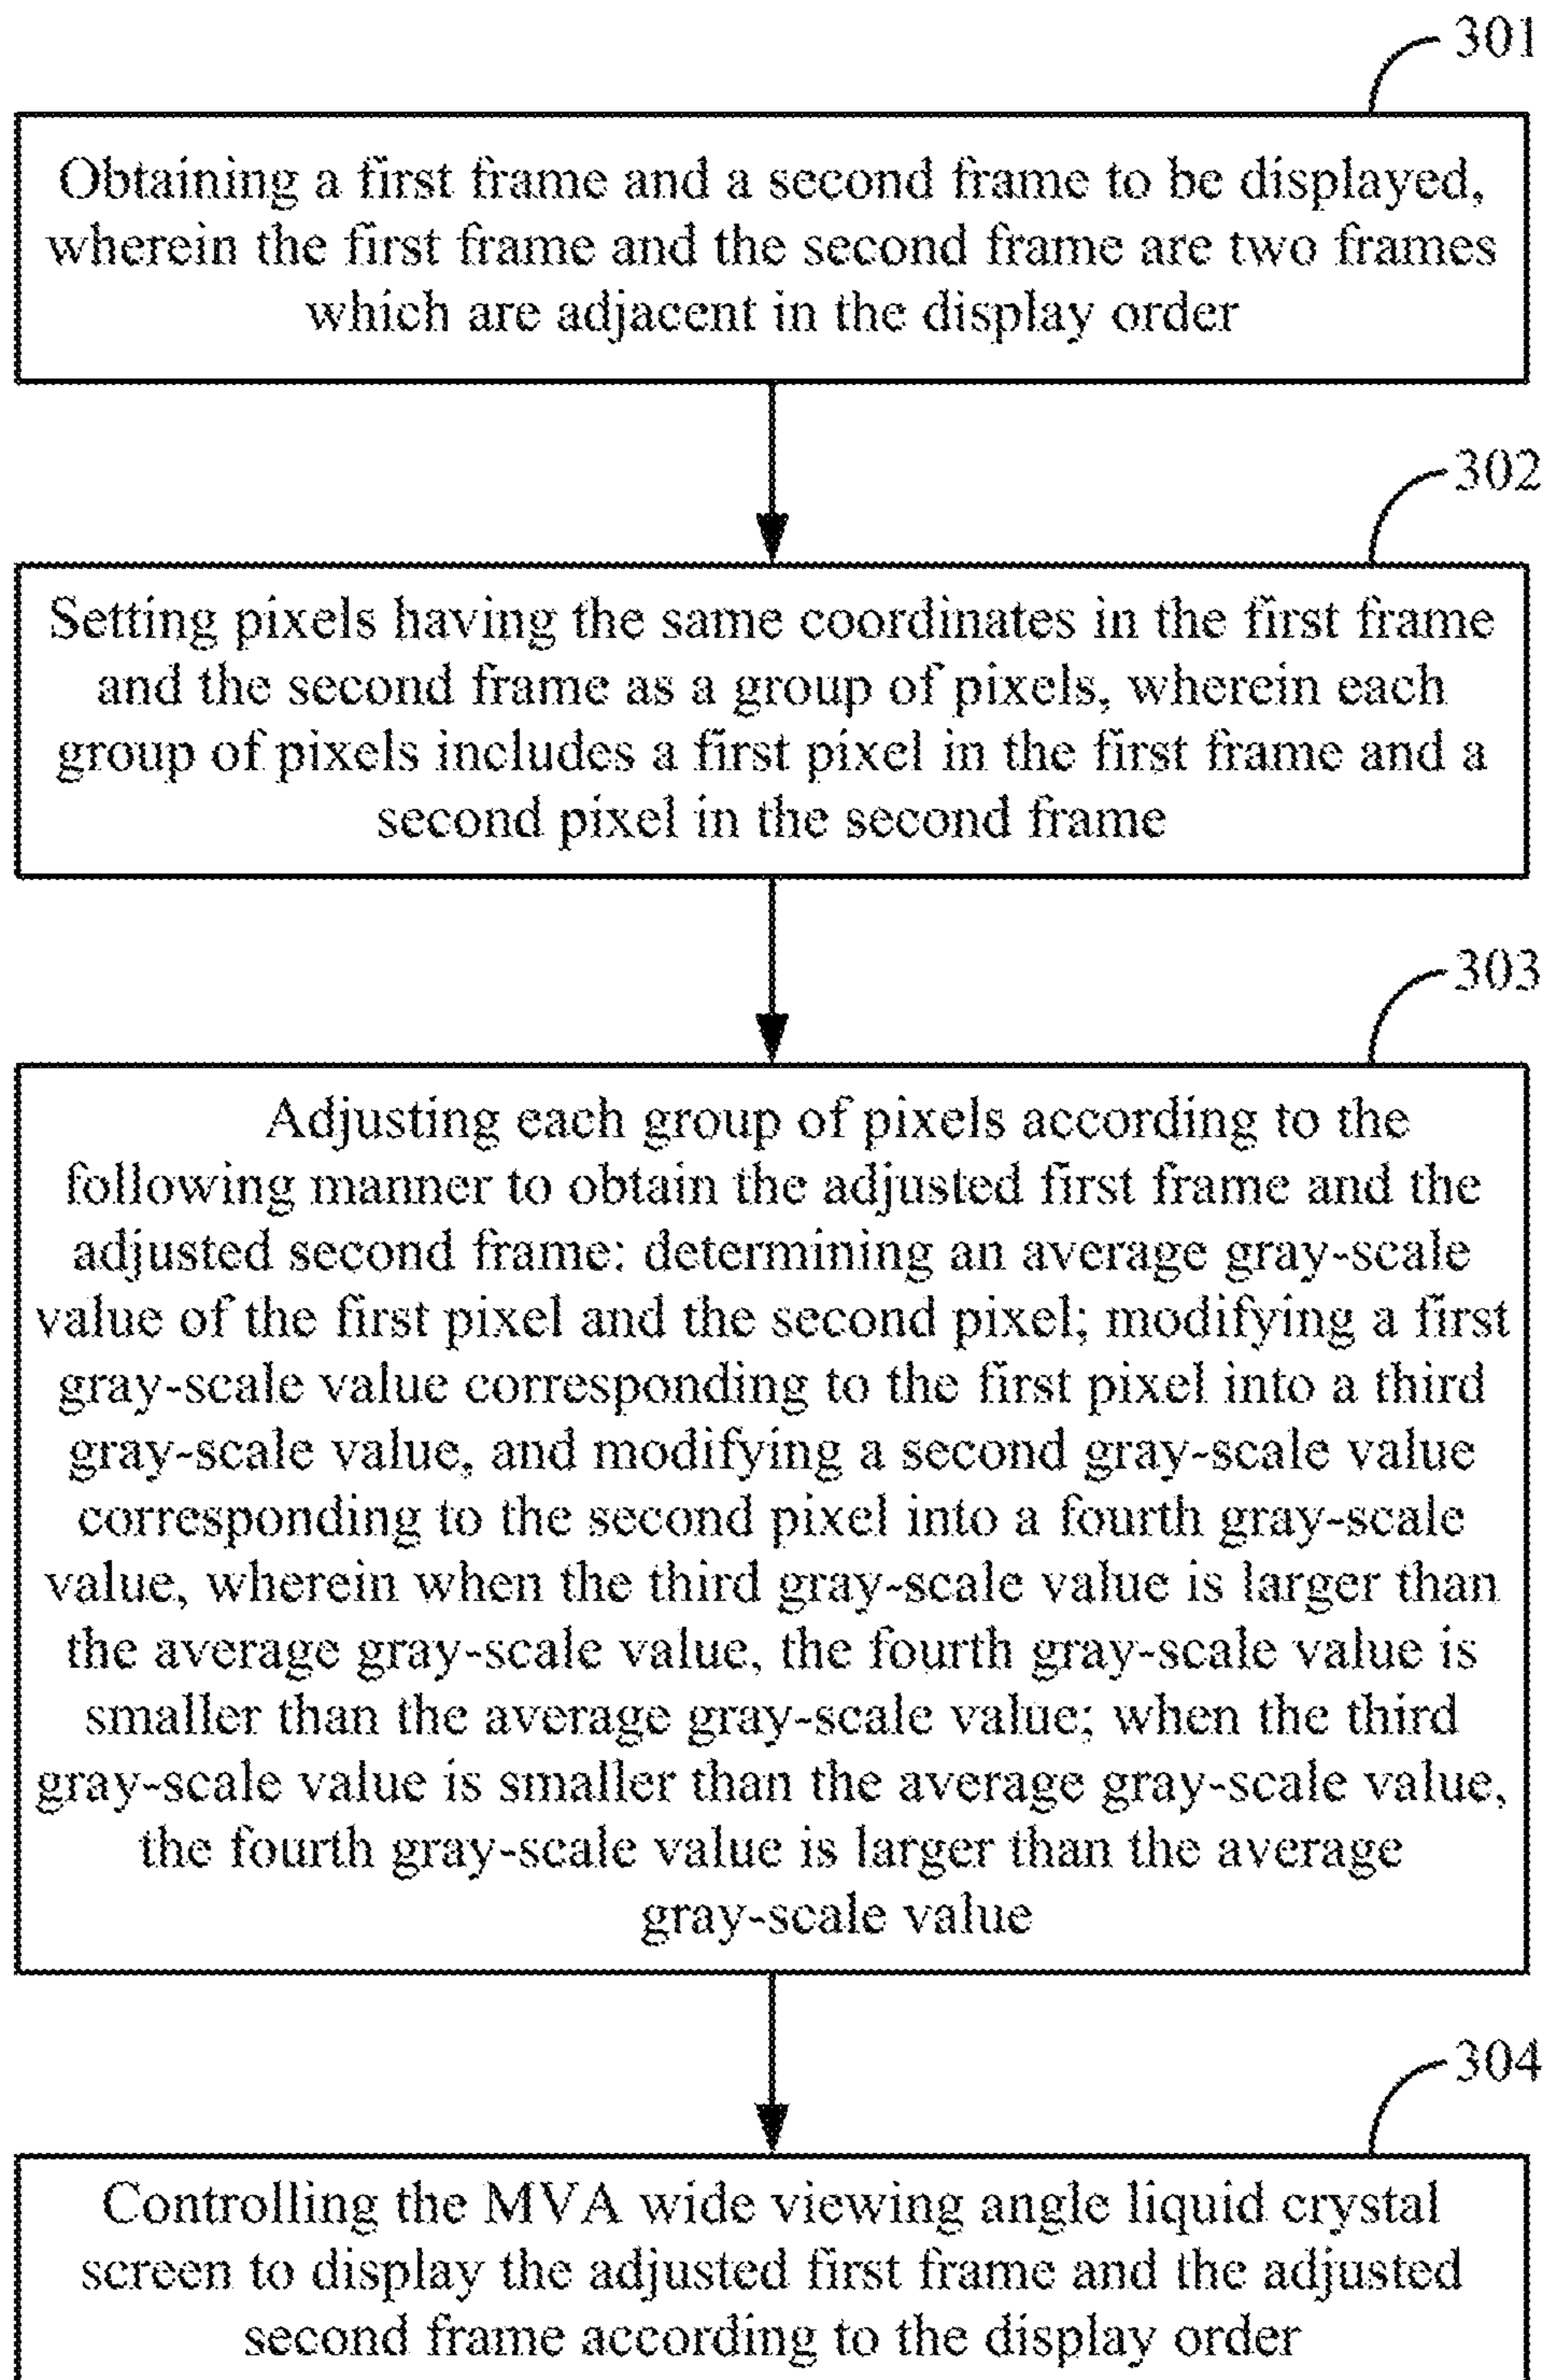 301
Obtaining a first frame and a second frame to be displayed,
wherein the first frame and the second frame are two frames
which are adjacent in the display order
302
Setting pixels having the same coordinates in the first frame
and the second frame as a group of pixels, wherein each
group of pixels includes a first pixel in the first frame and a
second pixel in the second frame
303
Adjusting each group of pixels according to the
following manner to obtain the adjusted first frame and the
adjusted second frame: determining an average gray-scale
value of the first pixel and the second pixel; modifying a first
gray-scale value corresponding to the first pixel into a third
gray-scale value, and modifying a second gray-scale value
corresponding to the second pixel into a fourth gray-scale
value, wherein when the third gray-scale value is larger than
the average gray-scale value, the fourth gray-scale value is
smaller than the average gray-scale value; when the third
gray-scale value is smaller than the average gray-scale value,
the fourth gray-scale value is larger than the average
gray-scale value
304
Controlling the MVA wide viewing angle liquid crystal
screen to display the adjusted first frame and the adjusted
second frame according to the display order